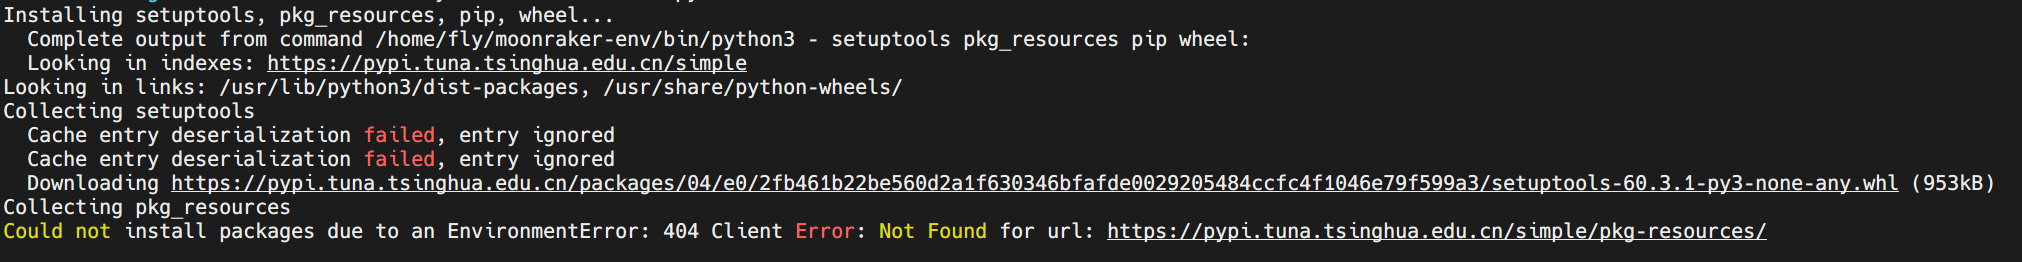 Installing setuptools, pkg_resources, pip, wheel...
Complete output from command /home/fly/moonraker-env/bin/python3 - setuptools pkg_resources pip wheel:
Looking in indexes: https://pypi.tuna.tsinghua.edu.cn/simple
Looking in links: /usr/lib/python3/dist-packages, /usr/share/python-wheels/
Collecting setuptools
Cache entry deserialization failed, entry ignored
Cache entry deserialization failed, entry ignored
Downloading https://pypi.tuna.tsinghua.edu.cn/packages/04/e0/2fb461b22be560d2a1f630346bfafde0029205484ccfc4f1046e79f599a3/setuptools-60.3.1-py3-none-any.whl (953kB)
Collecting pkg_resources
Could not install packages due to an EnvironmentError: 404 Client Error: Not Found for url: https://pypi.tuna.tsinghua.edu.cn/simple/pkg-resources/